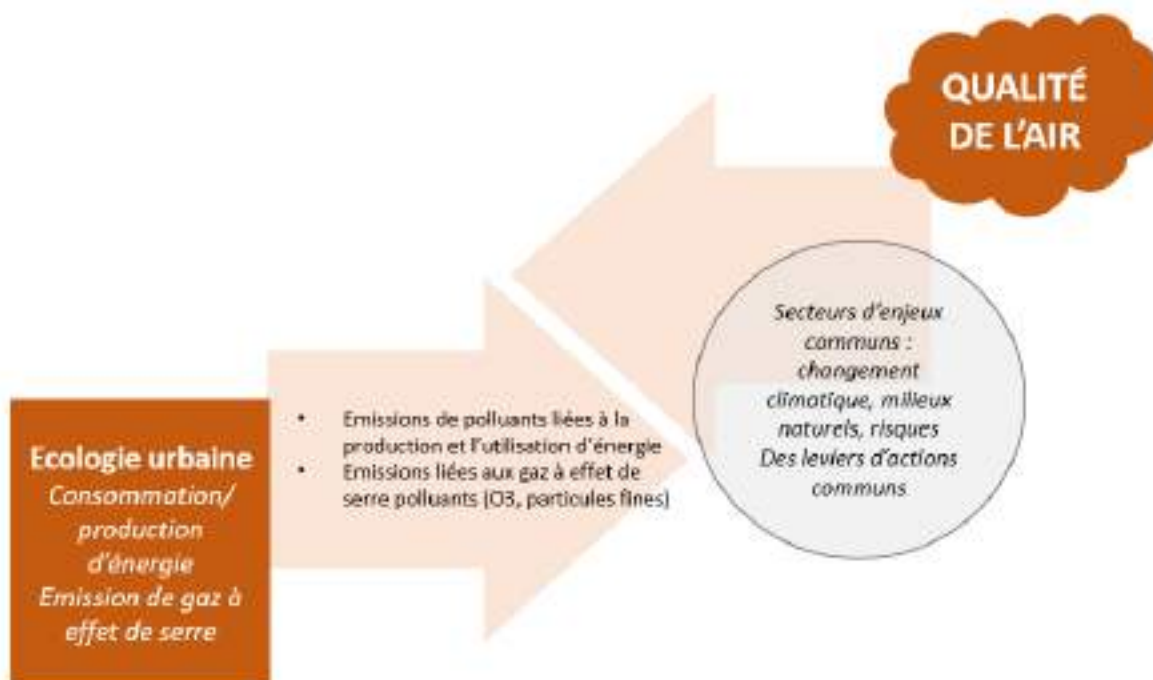 QUALITÉ
DE L'AIR
Secteurs d'enjeux
communs :
changement
climatique, milieux
naturels, risques
Des leviers d'actions
communs
• Emissions de polluants liées à la
production et l'utilisation d'énergie
• Emissions liées aux gaz à effet de
serre polluants (O3, particules fines)
Ecologie urbaine
Consommation/
production
d'énergie
Emission de gaz à
effet de serre